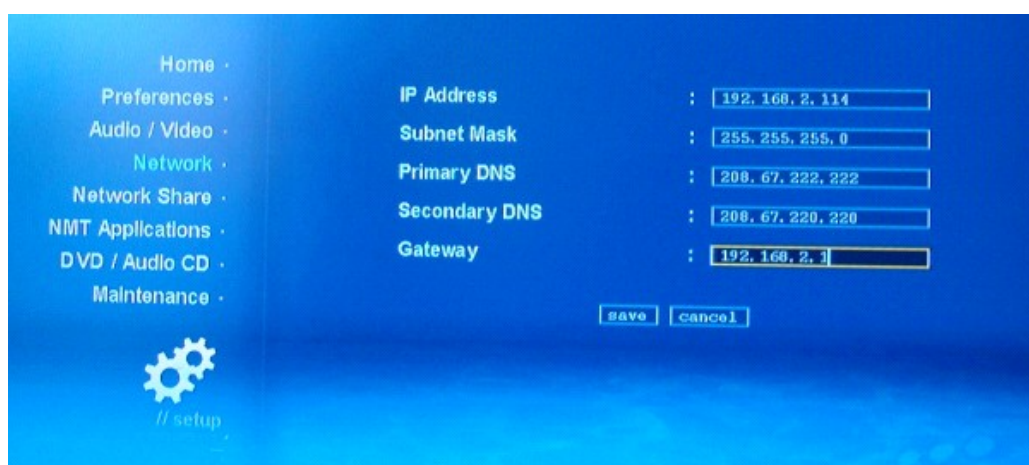 Home
Preferences
Audio / Video
Network
Network Share
NMT Applications
DVD / Audio CD
Maintenance
// setup
IP Address : 192.168.2.114
Subnet Mask : 255.255.255.0
Primary DNS : 208.67.222.222
Secondary DNS : 208.67.220.220
Gateway : 192.168.2.1
save cancel